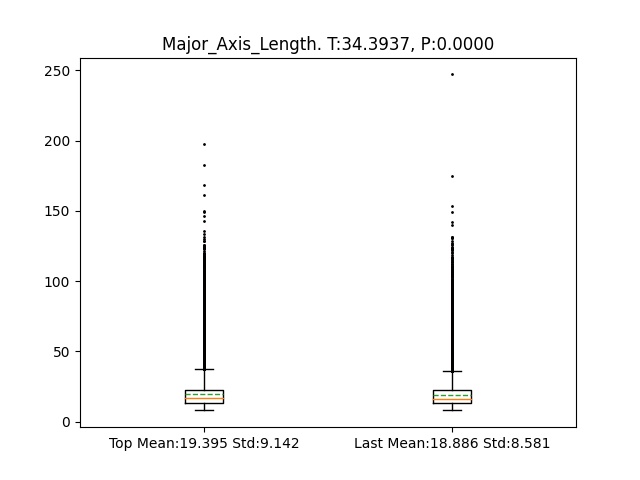 Major_Axis_Length. T:34.3937, P:0.0000
250
200
150
100
50
0
Top Mean:19.395 Std:9.142
Last Mean:18.886 Std:8.581